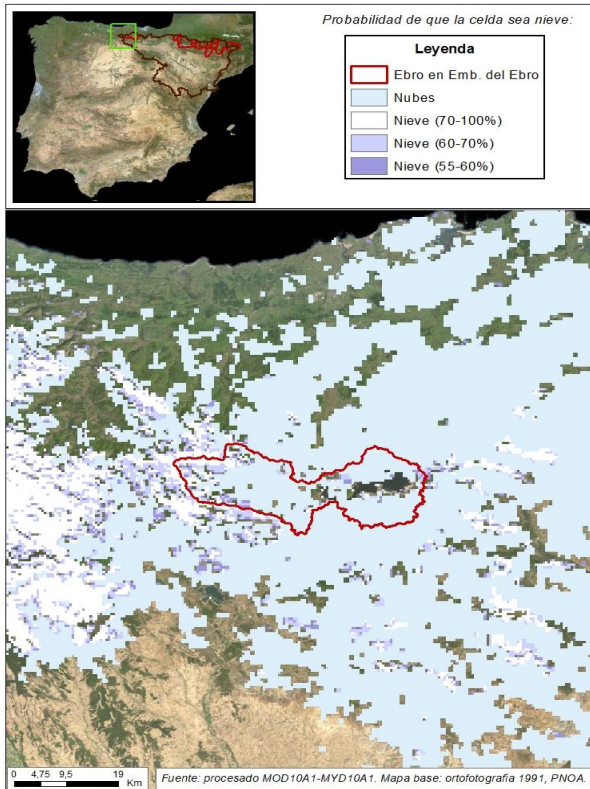 Probabilidad de que la celda sea nieve:
Leyenda
Ebro en Emb. del Ebro
Nubes
Nieve (70-100%)
Nieve (60-70%)
Nieve (55-60%)
0 4,75 9,5 19
Km
Fuente: procesado MOD10A1-MYD10A1. Mapa base: ortofotografia 1991, PNOA.